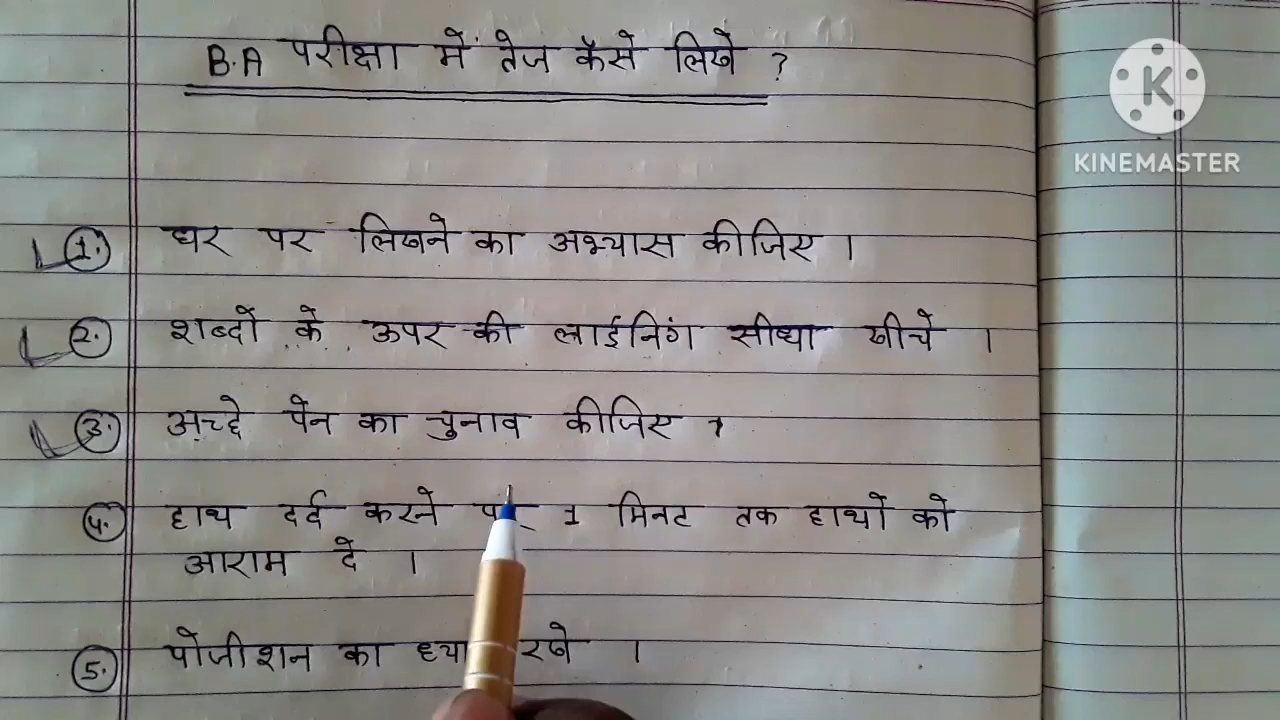 B.A परीक्षा में तेज कैसे लिखे ?
K
KINEMASTER
1. घर पर लिखने का अभ्यास कीजिए ।
2. शब्दों के ऊपर की लाईनिंग सीधा खीचे ।
3. अच्छे पेन का चुनाव कीजिए ।
4. हाथ दर्द करने 1 मिनट तक हाथों को
आराम दे ।
5. पोजीशन का रखे ।